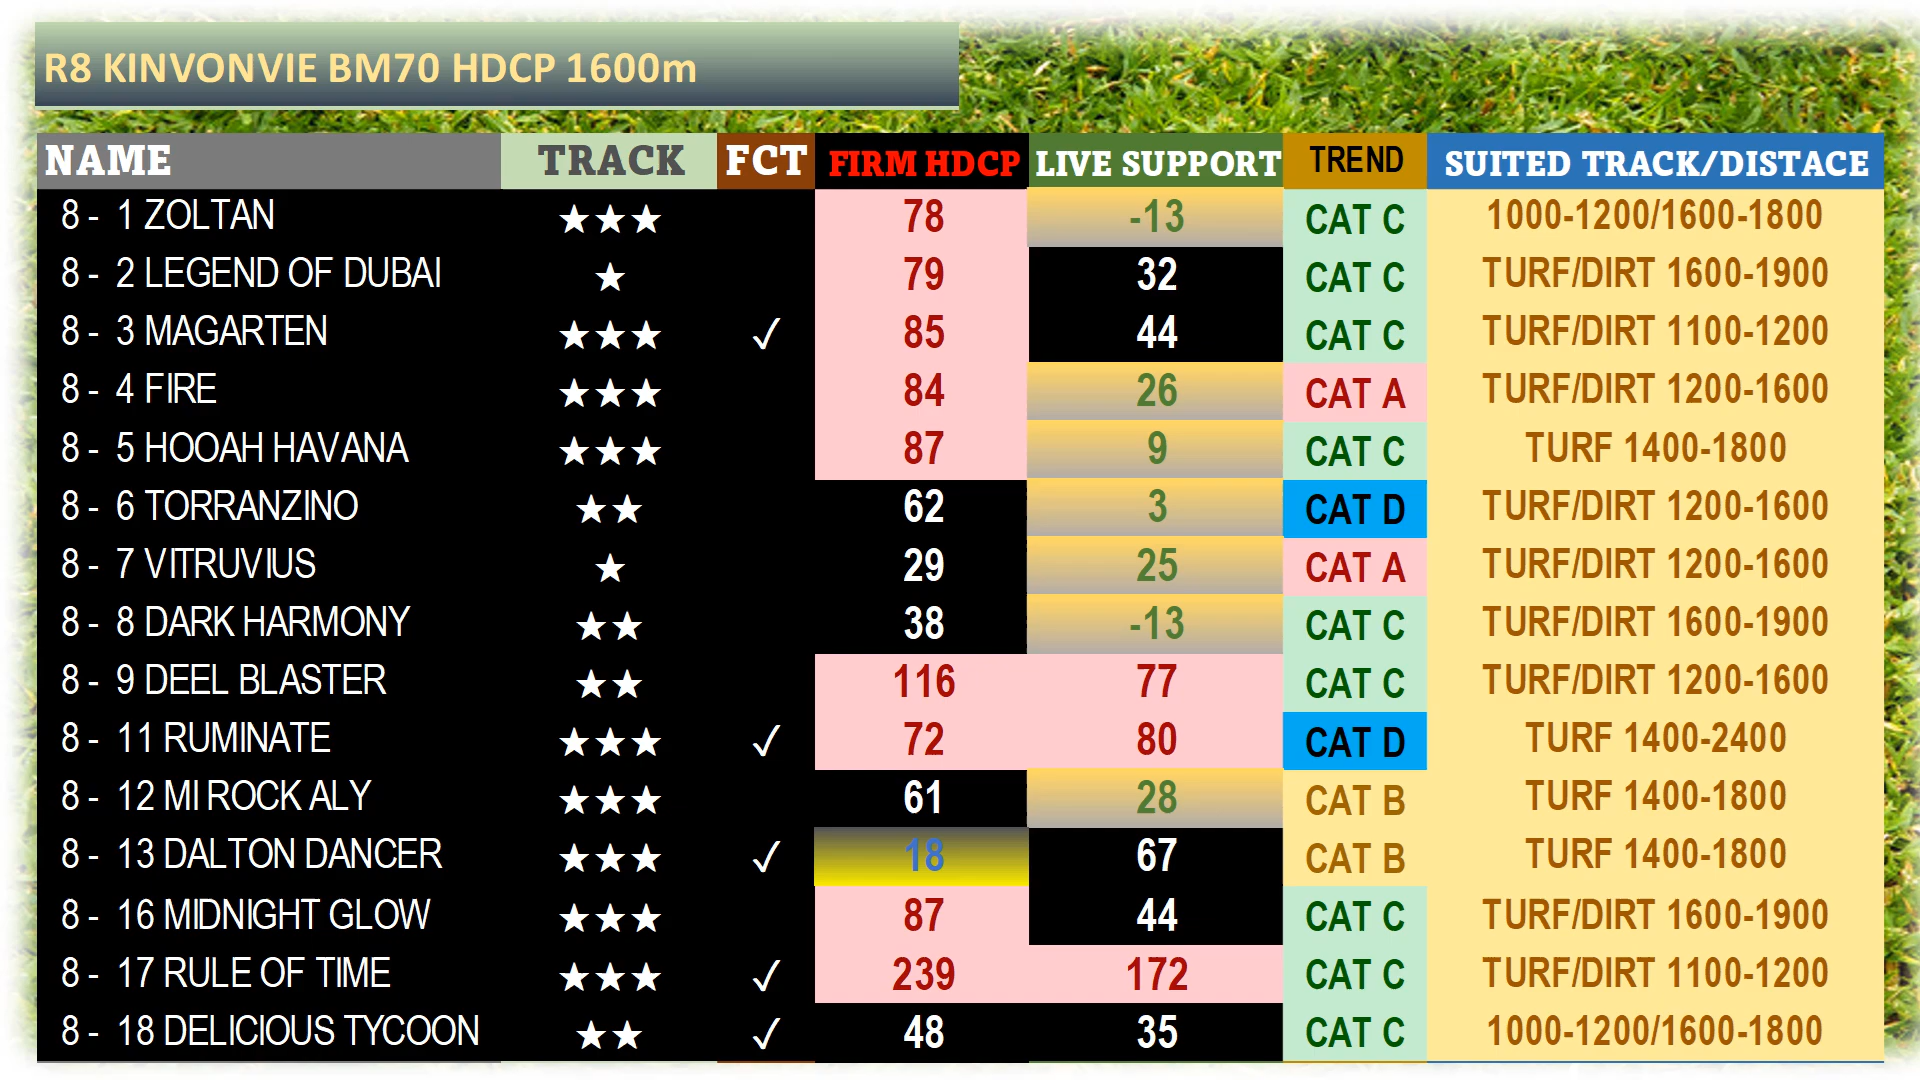 R8 KINVONVIE BM70 HDCP 1600m
NAME TRACK FCT FIRM HDCP LIVE SUPPORT TREND SUITED TRACK/DISTACE
8 - 1 ZOLTAN ★★★ 78 -13 CAT C 1000-1200/1600-1800
8 - 2 LEGEND OF DUBAI ★ 79 32 CAT C TURF/DIRT 1600-1900
8 - 3 MAGARTEN ★★★ ✓ 85 44 CAT C TURF/DIRT 1100-1200
8 - 4 FIRE ★★★ 84 26 CAT A TURF/DIRT 1200-1600
8 - 5 HOOAH HAVANA ★★★ 87 9 CAT C TURF 1400-1800
8 - 6 TORRANZINO ★★ 62 3 CAT D TURF/DIRT 1200-1600
8 - 7 VITRUVIUS ★ 29 25 CAT A TURF/DIRT 1200-1600
8 - 8 DARK HARMONY ★★ 38 -13 CAT C TURF/DIRT 1600-1900
8 - 9 DEEL BLASTER ★★ 116 77 CAT C TURF/DIRT 1200-1600
8 - 11 RUMINATE ★★★ ✓ 72 80 CAT D TURF 1400-2400
8 - 12 MI ROCK ALY ★★★ 61 28 CAT B TURF 1400-1800
8 - 13 DALTON DANCER ★★★ ✓ 18 67 CAT B TURF 1400-1800
8 - 16 MIDNIGHT GLOW ★★★ 87 44 CAT C TURF/DIRT 1600-1900
8 - 17 RULE OF TIME ★★★ ✓ 239 172 CAT C TURF/DIRT 1100-1200
8 - 18 DELICIOUS TYCOON ★★ ✓ 48 35 CAT C 1000-1200/1600-1800